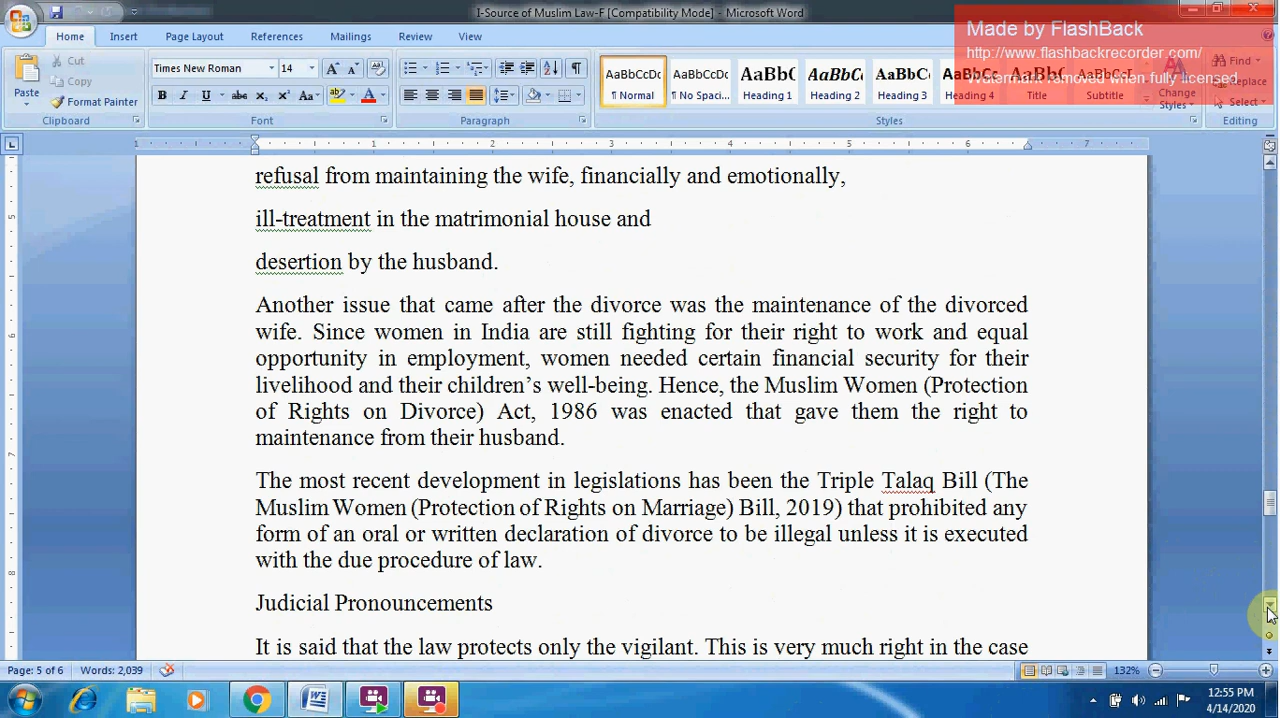 I-Source of Muslim Law-F [Compatibility Mode] - Microsoft Word
Made by FlashBack
http://www.flashbackrecorder.com/
Watermark removed when fully licensed
Home Insert Page Layout References Mailings Review View
Cut
Copy
Format Painter
Paste
Clipboard
Times New Roman 14
Font
Paragraph
AaBbCcDc AaBbCcDc AaBbC AaBbCc AaBbC
¶ Normal ¶ No Spaci... Heading 1 Heading 2 Heading 3 Heading 4 Title Subtitle
Change
Styles
Styles
Find
Replace
Select
Editing
1 1 2 3 4 5 6 7
refusal from maintaining the wife, financially and emotionally,
ill-treatment in the matrimonial house and
desertion by the husband.
Another issue that came after the divorce was the maintenance of the divorced
wife. Since women in India are still fighting for their right to work and equal
opportunity in employment, women needed certain financial security for their
livelihood and their children's well-being. Hence, the Muslim Women (Protection
of Rights on Divorce) Act, 1986 was enacted that gave them the right to
maintenance from their husband.
The most recent development in legislations has been the Triple Talaq Bill (The
Muslim Women (Protection of Rights on Marriage) Bill, 2019) that prohibited any
form of an oral or written declaration of divorce to be illegal unless it is executed
with the due procedure of law.
Judicial Pronouncements
It is said that the law protects only the vigilant. This is very much right in the case
5
6
7
8
Page: 5 of 6 Words: 2,039
132%
12:55 PM
4/14/2020